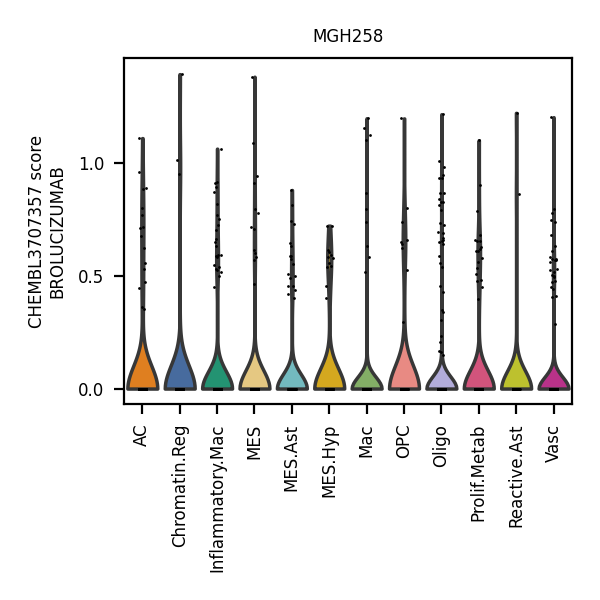 MGH258
CHEMBL3707357 score
BROLUCIZUMAB
1.0
0.5
0.0
AC
Chromatin.Reg
Inflammatory.Mac
MES
MES.Ast
MES.Hyp
Mac
OPC
Oligo
Prolif.Metab
Reactive.Ast
Vasc